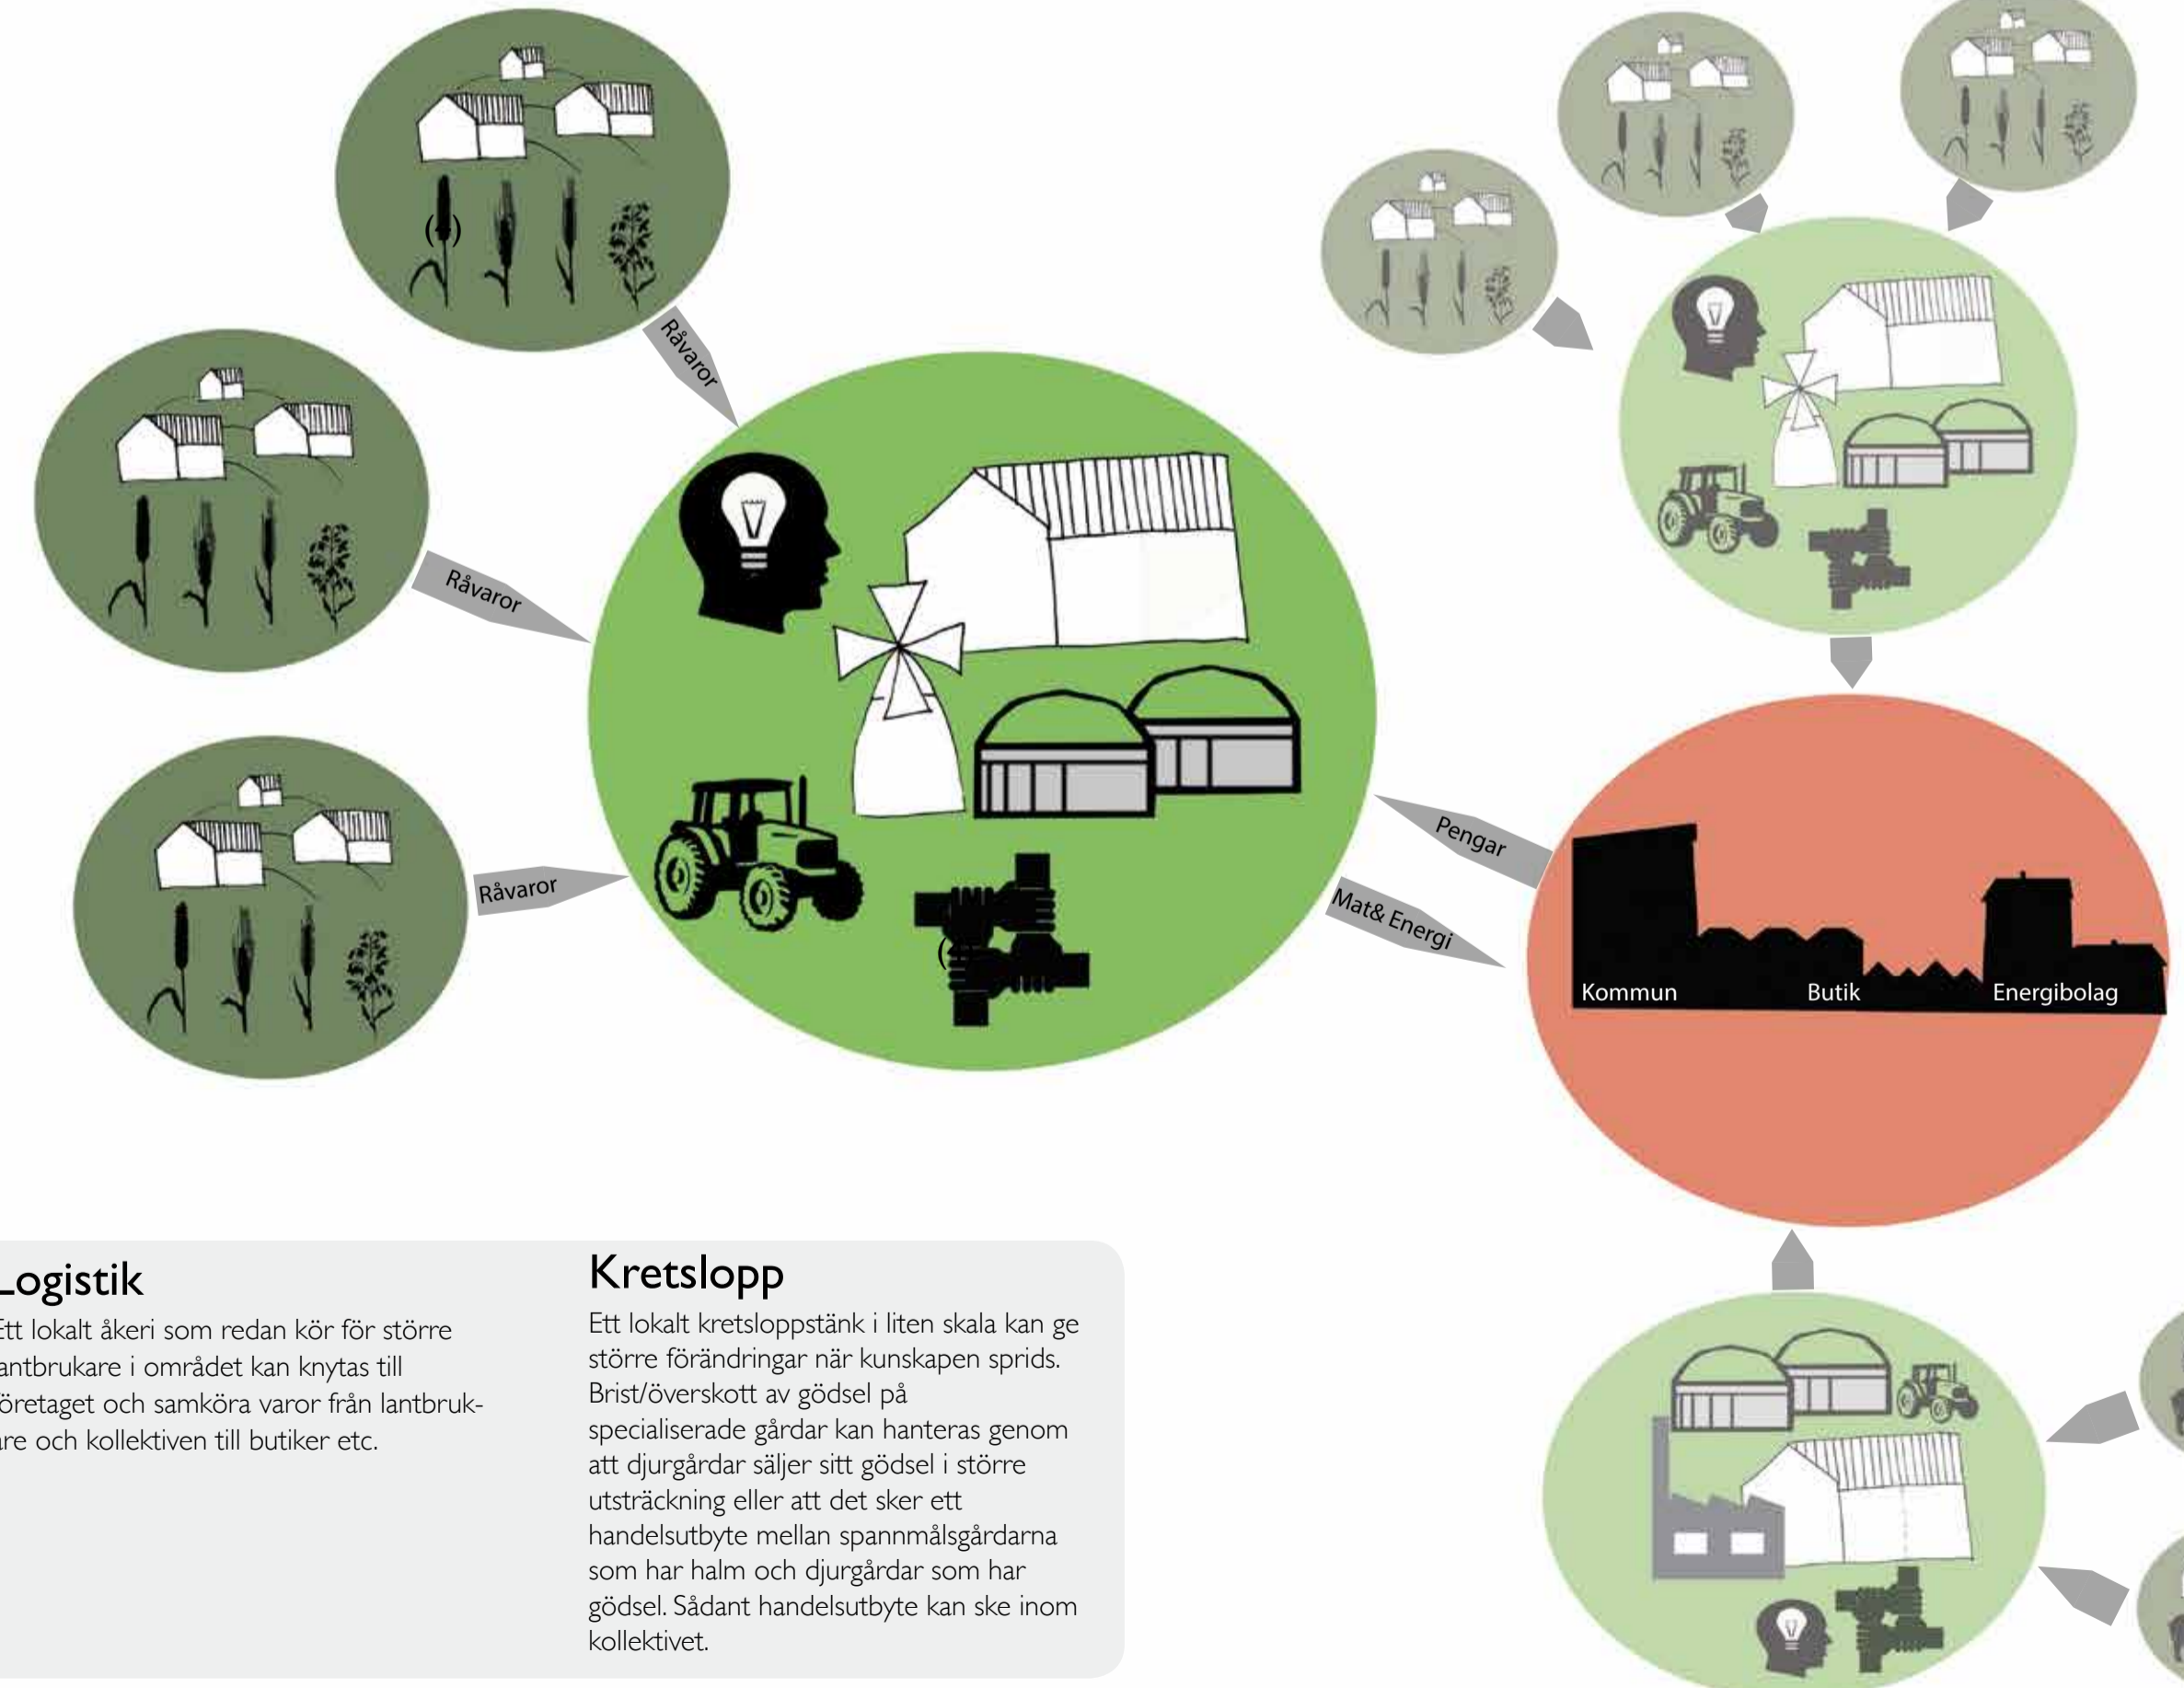 Råvaror
Råvaror
Råvaror
Pengar
Mat& Energi
Kommun
Butik
Energibolag
Logistik
Ett lokalt åkeri som redan kör för större
lantbrukare i området kan knytas till
företaget och samköra varor från lantbruk-
are och kollektiven till butiker etc.
Kretslopp
Ett lokalt kretsloppstänk i liten skala kan ge
större förändringar när kunskapen sprids.
Brist/överskott av gödsel på
specialiserade gårdar kan hanteras genom
att djurgårdar säljer sitt gödsel i större
utsträckning eller att det sker ett
handelsutbyte mellan spannmålsgårdarna
som har halm och djurgårdar som har
gödsel. Sådant handelsutbyte kan ske inom
kollektivet.